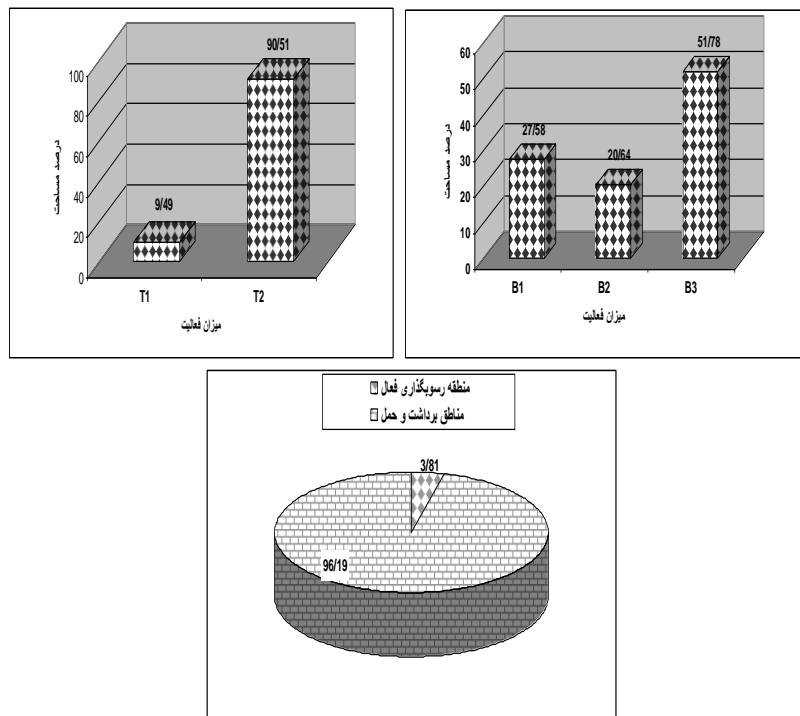 90/51
9/49
100
80
60
40
20
0
درصد مساحت
T1 T2
میزان فعالیت
51/78
27/58
20/64
60
50
40
30
20
10
0
درصد مساحت
B1 B2 B3
میزان فعالیت
منطقه رسوبگذاری فعال
مناطق برداشت و حمل
3/81
96/19